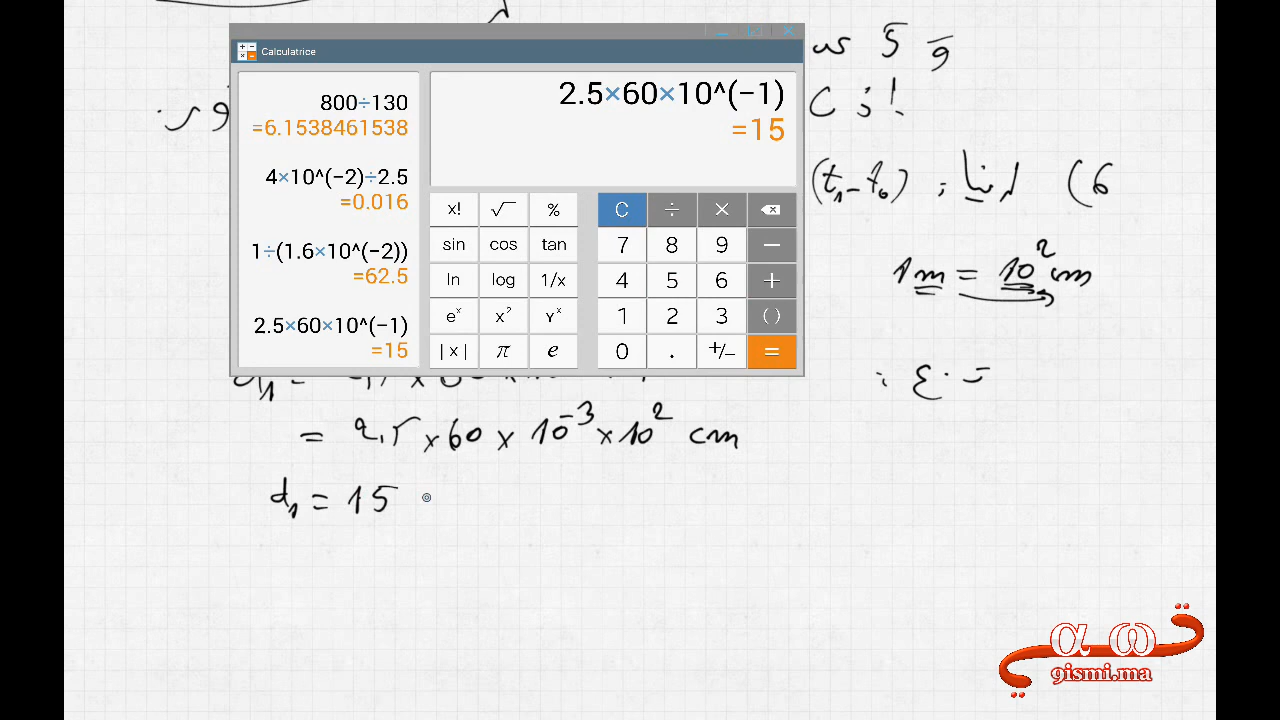 Calculatrice
800÷130
=6.1538461538
4×10^(−2)÷2.5
=0.016
1÷(1.6×10^(−2))
=62.5
2.5×60×10^(−1)
=15
2.5×60×10^(−1)
=15
x! √ %
sin cos tan
ln log 1/x
eˣ x² Yˣ
|x| π e
C ÷ ×
7 8 9 −
4 5 6 +
1 2 3 ()
0 . +/− =
5 و
C
6) لدينا : (t₁−t₀)
1m = 10² cm
ت.ع :
= 2,5 × 60 × 10⁻³ × 10² cm
d₁ = 15
α ω
gismi.ma